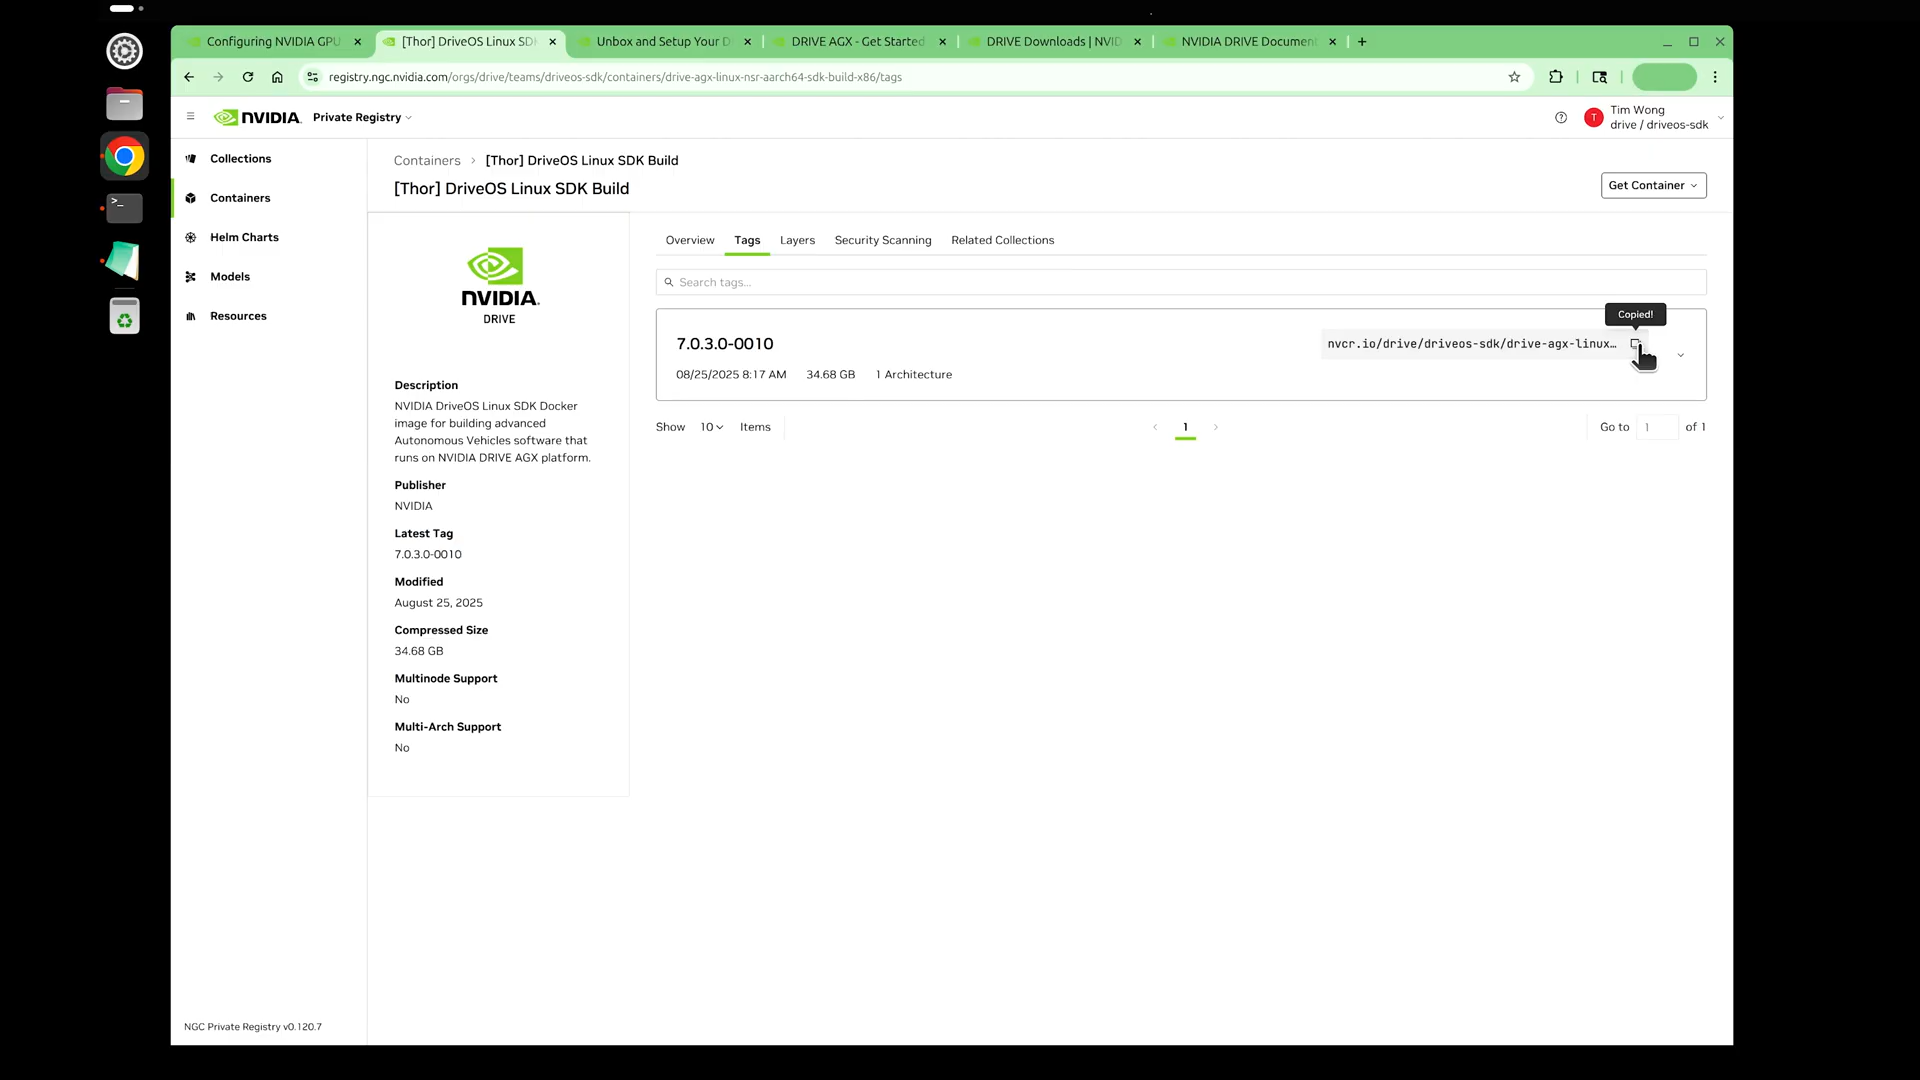 Configuring NVIDIA GPU
[Thor] DriveOS Linux SD
Unbox and Setup Your D
DRIVE AGX - Get Started
DRIVE Downloads | NVID
NVIDIA DRIVE Document
registry.ngc.nvidia.com/orgs/drive/teams/driveos-sdk/containers/drive-agx-linux-nsr-aarch64-sdk-build-x86/tags
NVIDIA.
Private Registry
T
Tim Wong
drive / driveos-sdk
Collections
Containers
Helm Charts
Models
Resources
NGC Private Registry v0.120.7
Containers > [Thor] DriveOS Linux SDK Build
[Thor] DriveOS Linux SDK Build
Get Container
NVIDIA.
DRIVE
Description
NVIDIA DriveOS Linux SDK Docker
image for building advanced
Autonomous Vehicles software that
runs on NVIDIA DRIVE AGX platform.
Publisher
NVIDIA
Latest Tag
7.0.3.0-0010
Modified
August 25, 2025
Compressed Size
34.68 GB
Multinode Support
No
Multi-Arch Support
No
Overview
Tags
Layers
Security Scanning
Related Collections
Search tags...
Copied!
7.0.3.0-0010
nvcr.io/drive/driveos-sdk/drive-agx-linux…
08/25/2025 8:17 AM
34.68 GB
1 Architecture
Show 10 Items
1
Go to 1 of 1